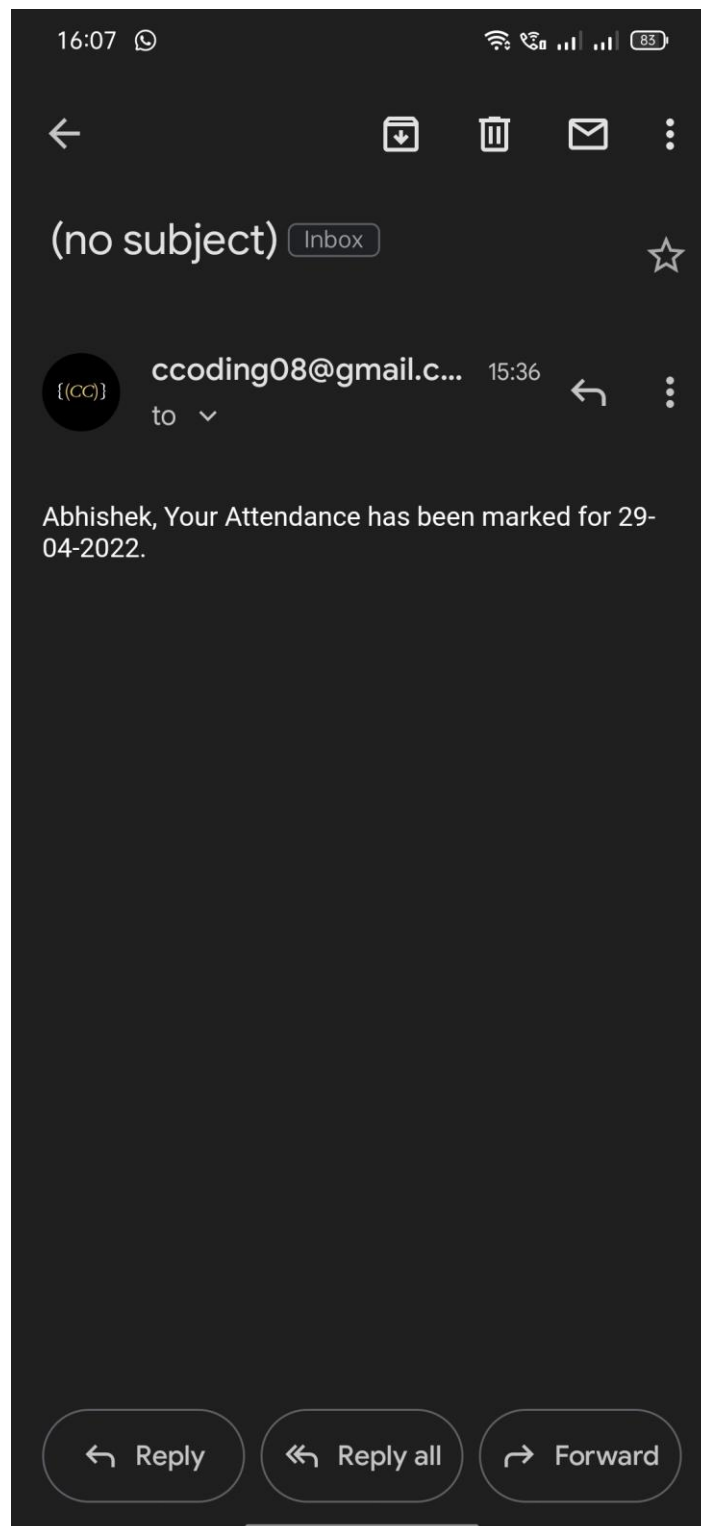 16:07 83
(no subject) Inbox
ccoding08@gmail.c... 15:36
{(CC)}
to
Abhishek, Your Attendance has been marked for 29-
04-2022.
Reply Reply all Forward